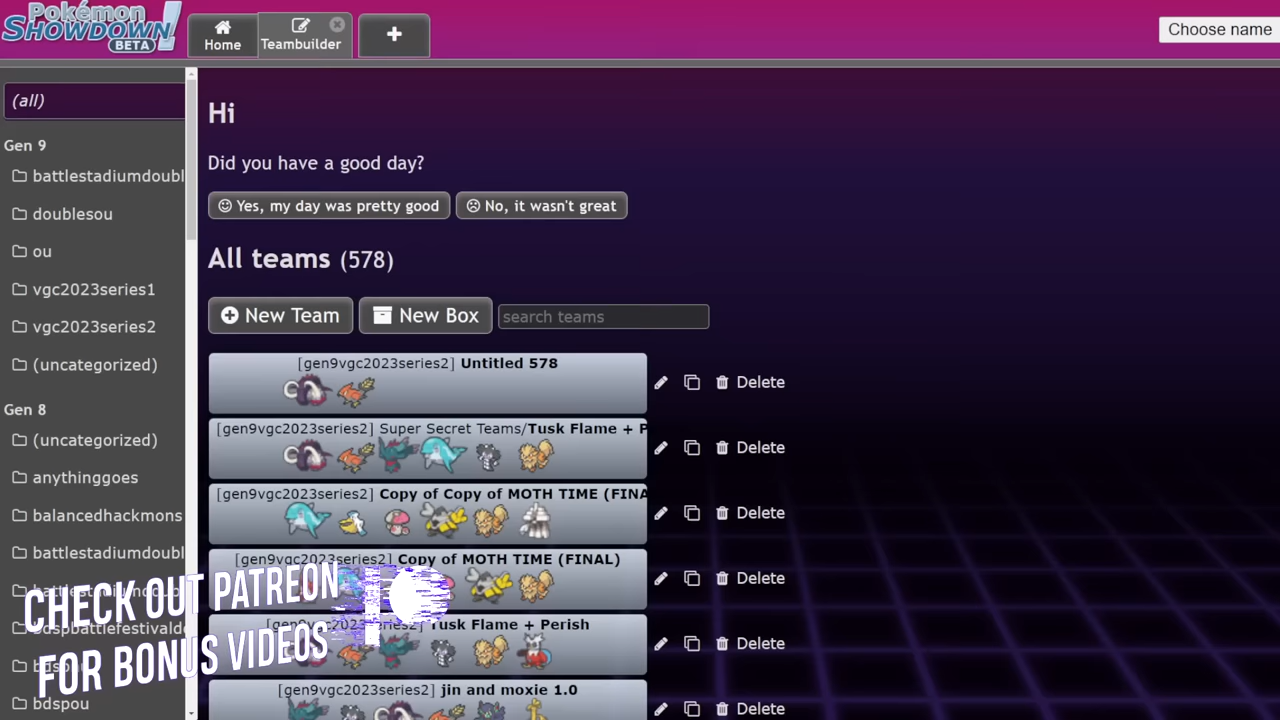 Pokémon
SHOWDOWN!
BETA
Home
Teambuilder
Choose name
(all)
Gen 9
battlestadiumdoubl
doublesou
ou
vgc2023series1
vgc2023series2
(uncategorized)
Gen 8
(uncategorized)
anythinggoes
balancedhackmons
battlestadiumdoubl
bdspou
Hi
Did you have a good day?
Yes, my day was pretty good
No, it wasn't great
All teams (578)
New Team
New Box
search teams
[gen9vgc2023series2] Untitled 578
Delete
[gen9vgc2023series2] Super Secret Teams/Tusk Flame + P
Delete
[gen9vgc2023series2] Copy of Copy of MOTH TIME (FINA
Delete
[gen9vgc2023series2] Copy of MOTH TIME (FINAL)
Delete
Tusk Flame + Perish
Delete
[gen9vgc2023series2] jin and moxie 1.0
Delete
CHECK OUT PATREON
FOR BONUS VIDEOS